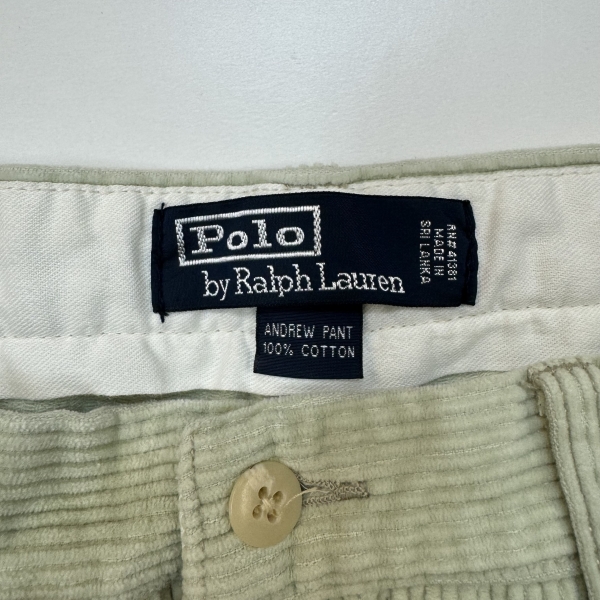 Polo
by Ralph Lauren
RN#41381
MADE IN
SRI LANKA
ANDREW PANT
100% COTTON